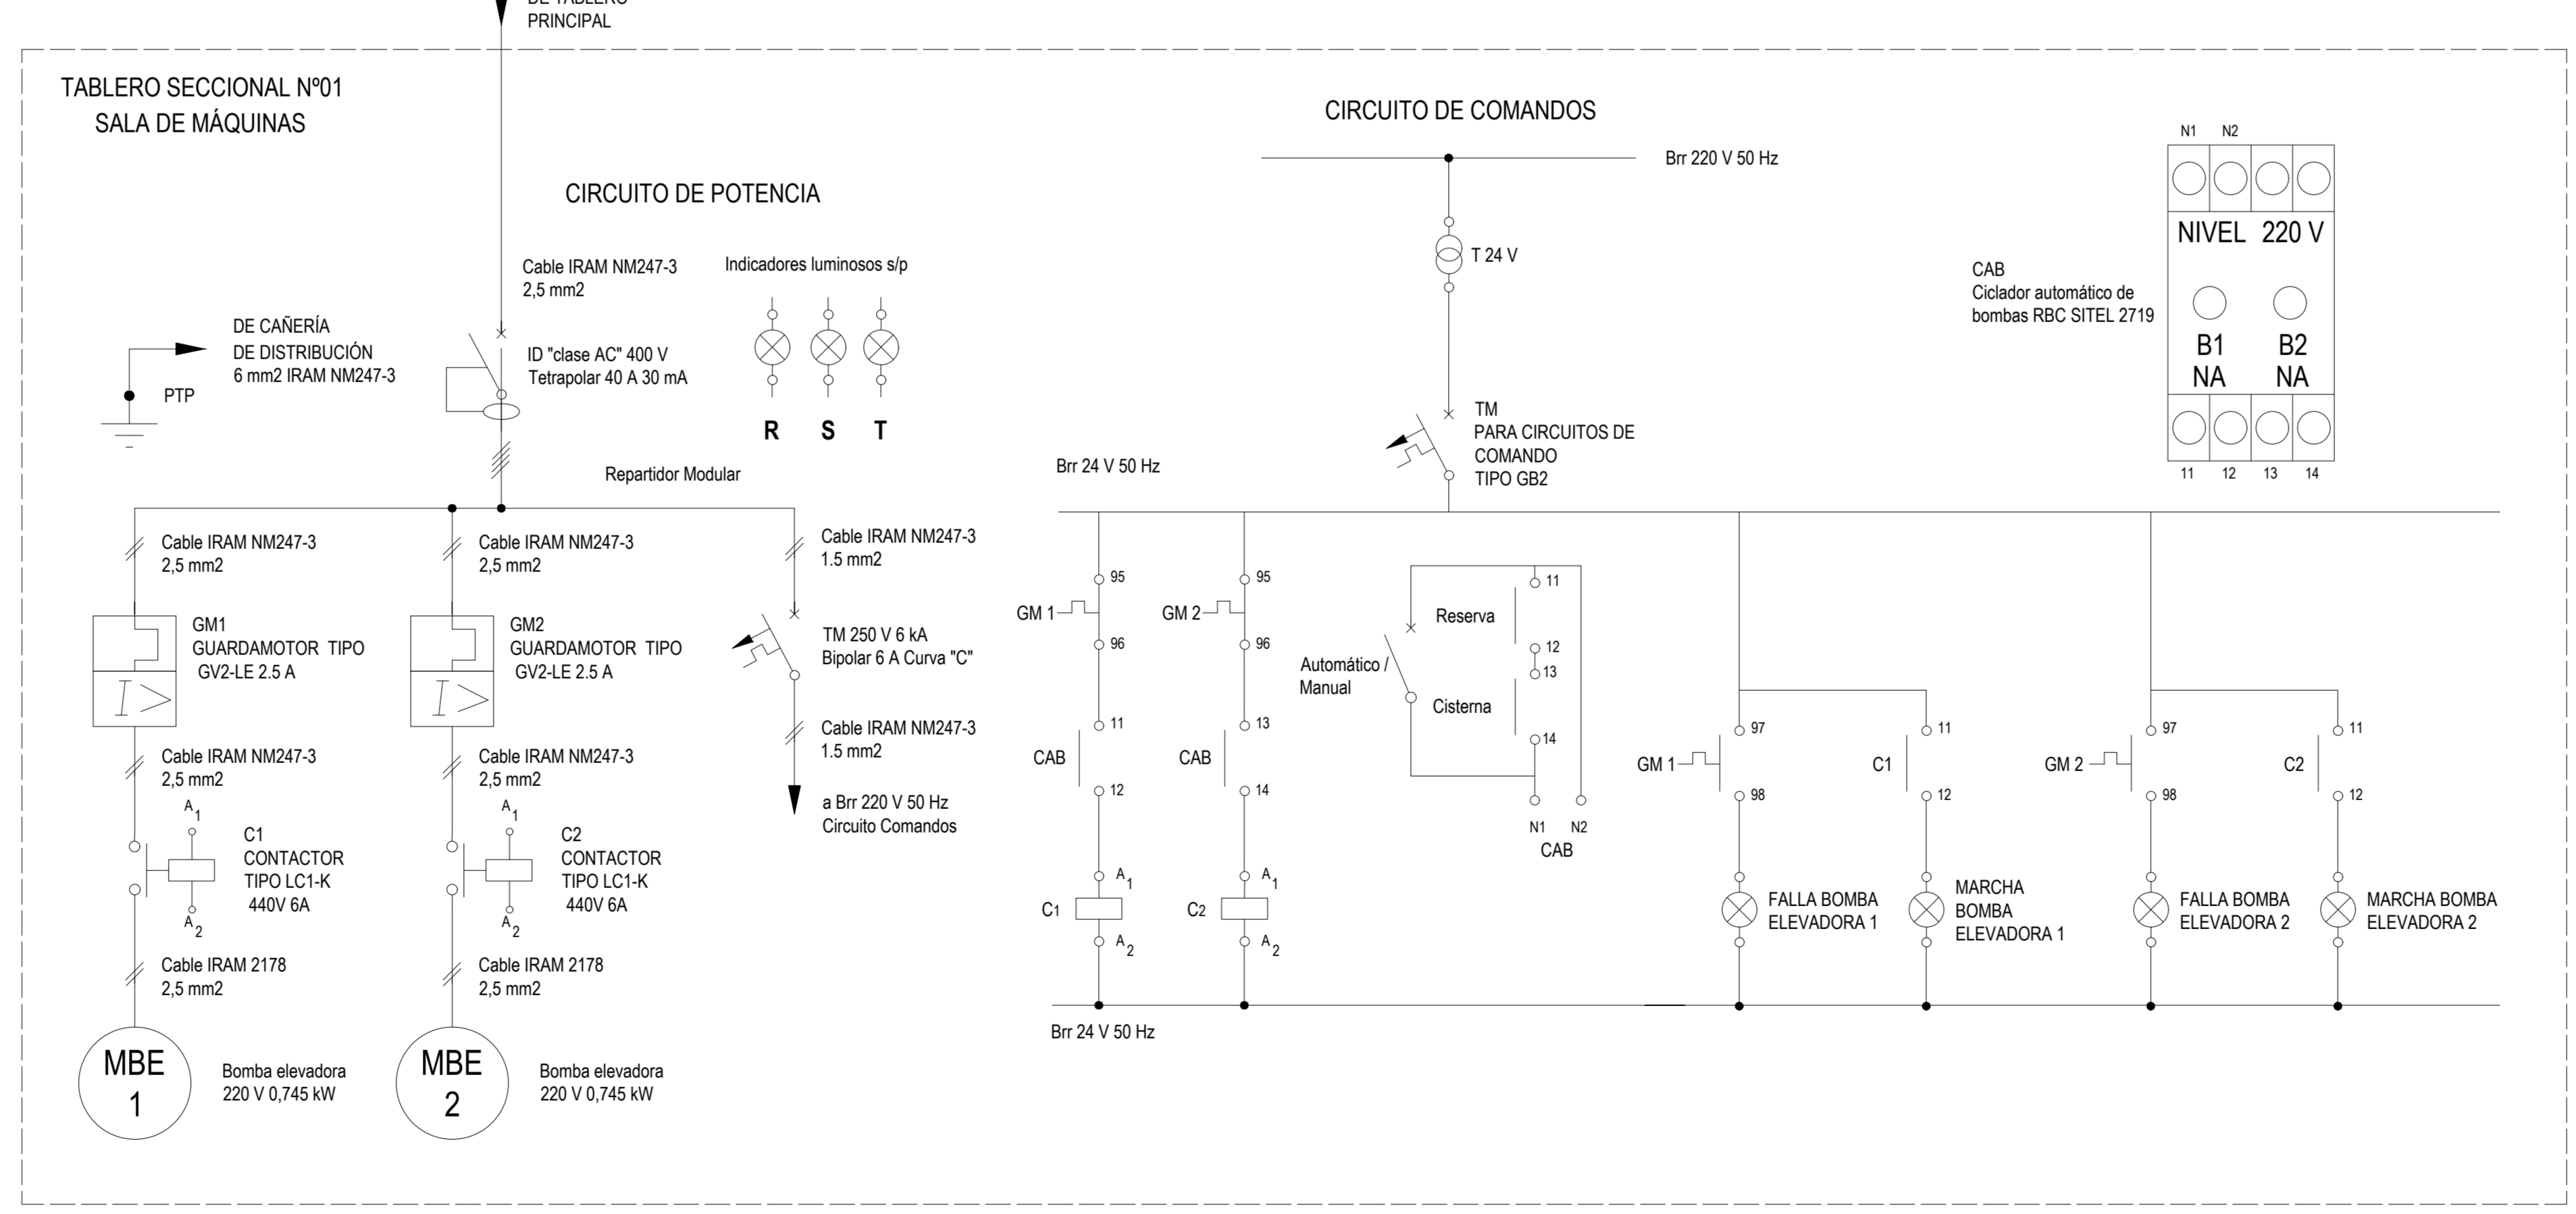 DE TABLERO
PRINCIPAL
TABLERO SECCIONAL Nº01
SALA DE MÁQUINAS
CIRCUITO DE POTENCIA
Cable IRAM NM247-3
2,5 mm2
Indicadores luminosos s/p
DE CAÑERÍA
DE DISTRIBUCIÓN
6 mm2 IRAM NM247-3
PTP
ID "clase AC" 400 V
Tetrapolar 40 A 30 mA
R S T
Repartidor Modular
Cable IRAM NM247-3
2,5 mm2
Cable IRAM NM247-3
2,5 mm2
Cable IRAM NM247-3
1.5 mm2
GM1
GUARDAMOTOR TIPO
GV2-LE 2.5 A
I >
GM2
GUARDAMOTOR TIPO
GV2-LE 2.5 A
I >
TM 250 V 6 kA
Bipolar 6 A Curva "C"
Cable IRAM NM247-3
2,5 mm2
Cable IRAM NM247-3
2,5 mm2
Cable IRAM NM247-3
1.5 mm2
a Brr 220 V 50 Hz
Circuito Comandos
A1
C1
CONTACTOR
TIPO LC1-K
440V 6A
A2
A1
C2
CONTACTOR
TIPO LC1-K
440V 6A
A2
Cable IRAM 2178
2,5 mm2
Cable IRAM 2178
2,5 mm2
MBE
1
Bomba elevadora
220 V 0,745 kW
MBE
2
Bomba elevadora
220 V 0,745 kW
CIRCUITO DE COMANDOS
Brr 220 V 50 Hz
T 24 V
TM
PARA CIRCUITOS DE
COMANDO
TIPO GB2
Brr 24 V 50 Hz
95
GM 1
96
11
CAB
12
A1
C1
A2
95
GM 2
96
13
CAB
14
A1
C2
A2
Automático /
Manual
11
Reserva
12
13
Cisterna
14
N1 N2
CAB
97
GM 1
98
FALLA BOMBA
ELEVADORA 1
11
C1
12
MARCHA
BOMBA
ELEVADORA 1
97
GM 2
98
FALLA BOMBA
ELEVADORA 2
11
C2
12
MARCHA BOMBA
ELEVADORA 2
Brr 24 V 50 Hz
CAB
Ciclador automático de
bombas RBC SITEL 2719
N1 N2
NIVEL 220 V
B1 B2
NA NA
11 12 13 14